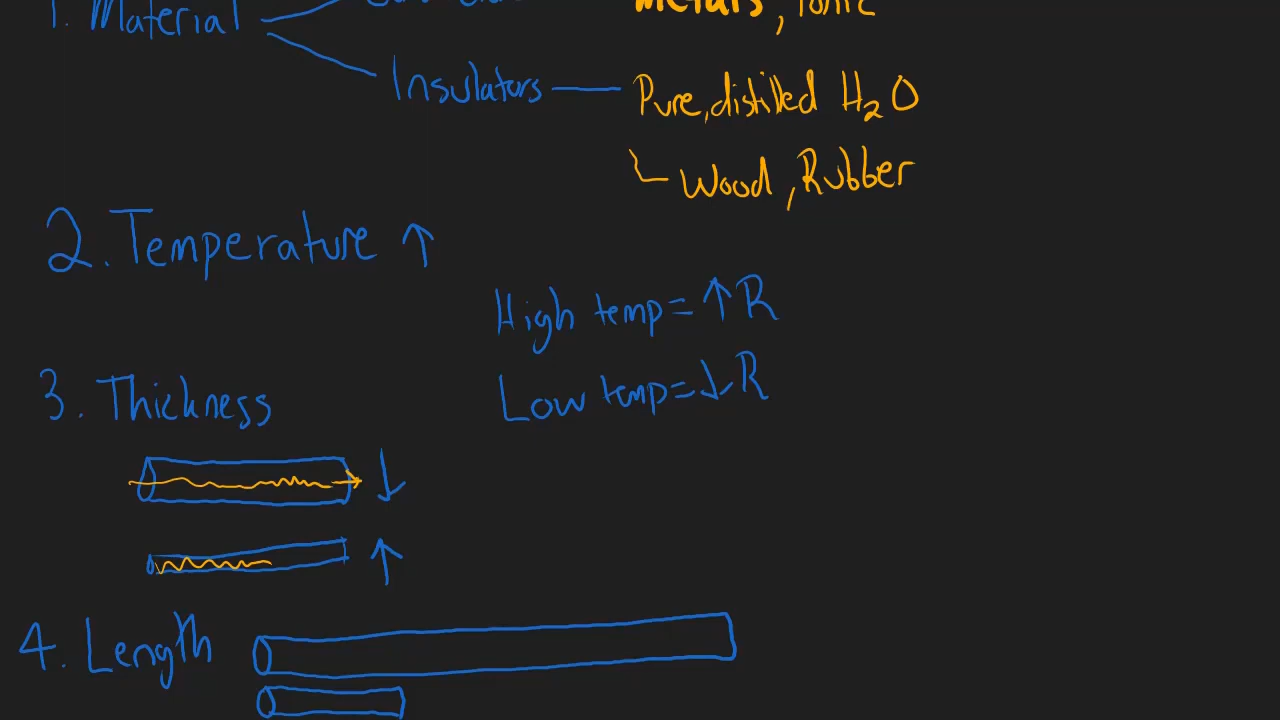 1. Material
metals, Ionic
Insulators — Pure, distilled H₂O
Wood, Rubber
2. Temperature ↑
High temp = ↑ R
Low temp = ↓ R
3. Thickness
↓
↑
4. Length